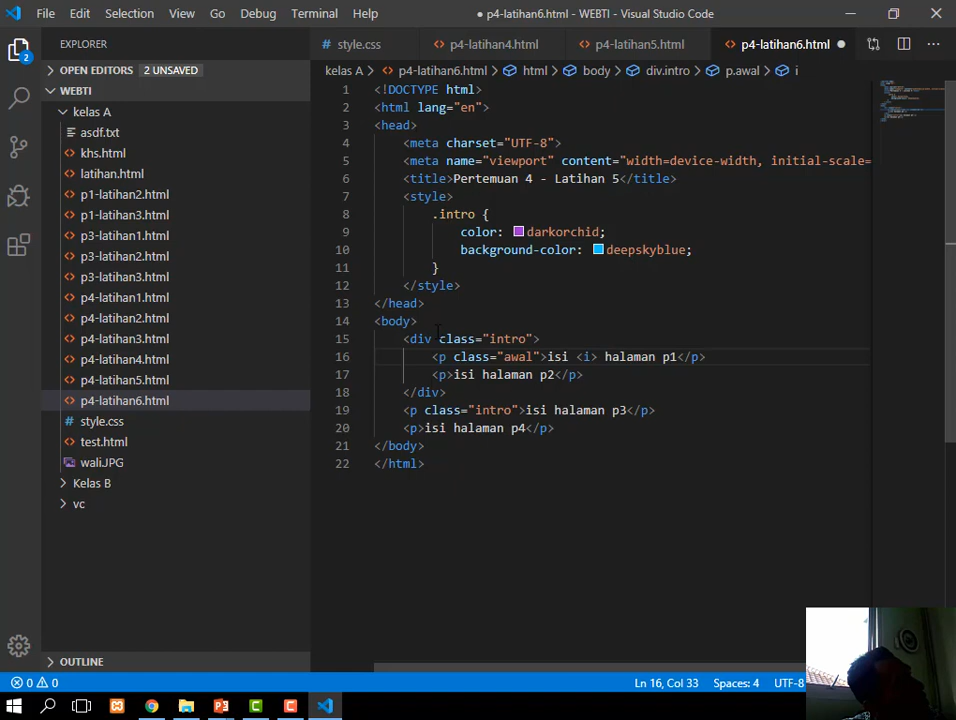 File Edit Selection View Go Debug Terminal Help ● p4-latihan6.html - WEBTI - Visual Studio Code
EXPLORER
style.css p4-latihan4.html p4-latihan5.html p4-latihan6.html
2
OPEN EDITORS 2 UNSAVED
kelas A > p4-latihan6.html > html > body > div.intro > p.awal > i
WEBTI
kelas A
asdf.txt
khs.html
latihan.html
p1-latihan2.html
p1-latihan3.html
p3-latihan1.html
p3-latihan2.html
p3-latihan3.html
p4-latihan1.html
p4-latihan2.html
p4-latihan3.html
p4-latihan4.html
p4-latihan5.html
p4-latihan6.html
style.css
test.html
wali.JPG
Kelas B
vc
OUTLINE
1 <!DOCTYPE html>
2 <html lang="en">
3 <head>
4 <meta charset="UTF-8">
5 <meta name="viewport" content="width=device-width, initial-scale=
6 <title>Pertemuan 4 - Latihan 5</title>
7 <style>
8 .intro {
9 color: darkorchid;
10 background-color: deepskyblue;
11 }
12 </style>
13 </head>
14 <body>
15 <div class="intro">
16 <p class="awal">isi <i> halaman p1</p>
17 <p>isi halaman p2</p>
18 </div>
19 <p class="intro">isi halaman p3</p>
20 <p>isi halaman p4</p>
21 </body>
22 </html>
0 0 Ln 16, Col 33 Spaces: 4 UTF-8